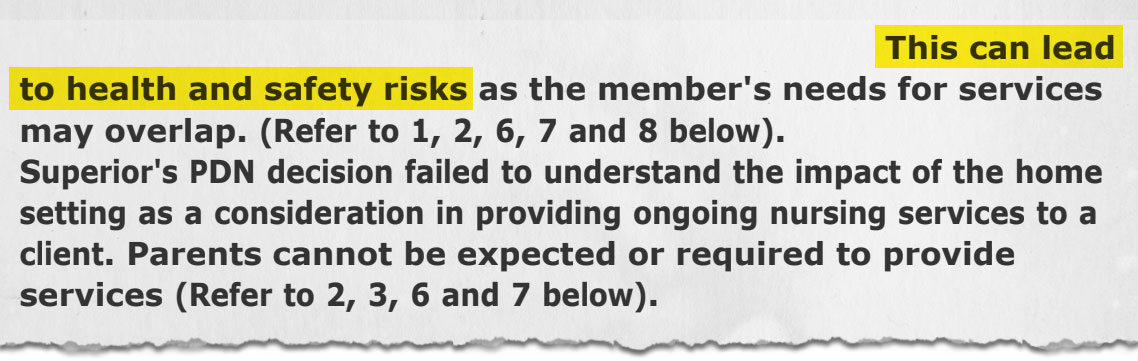 This can lead
to health and safety risks as the member's needs for services
may overlap. (Refer to 1, 2, 6, 7 and 8 below).
Superior's PDN decision failed to understand the impact of the home
setting as a consideration in providing ongoing nursing services to a
client. Parents cannot be expected or required to provide
services (Refer to 2, 3, 6 and 7 below).